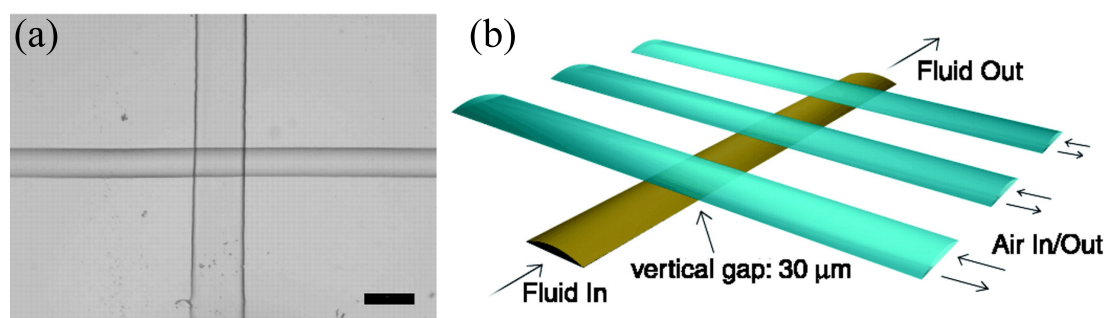 (a)
(b)
Fluid Out
Air In/Out
vertical gap: 30 μm
Fluid In